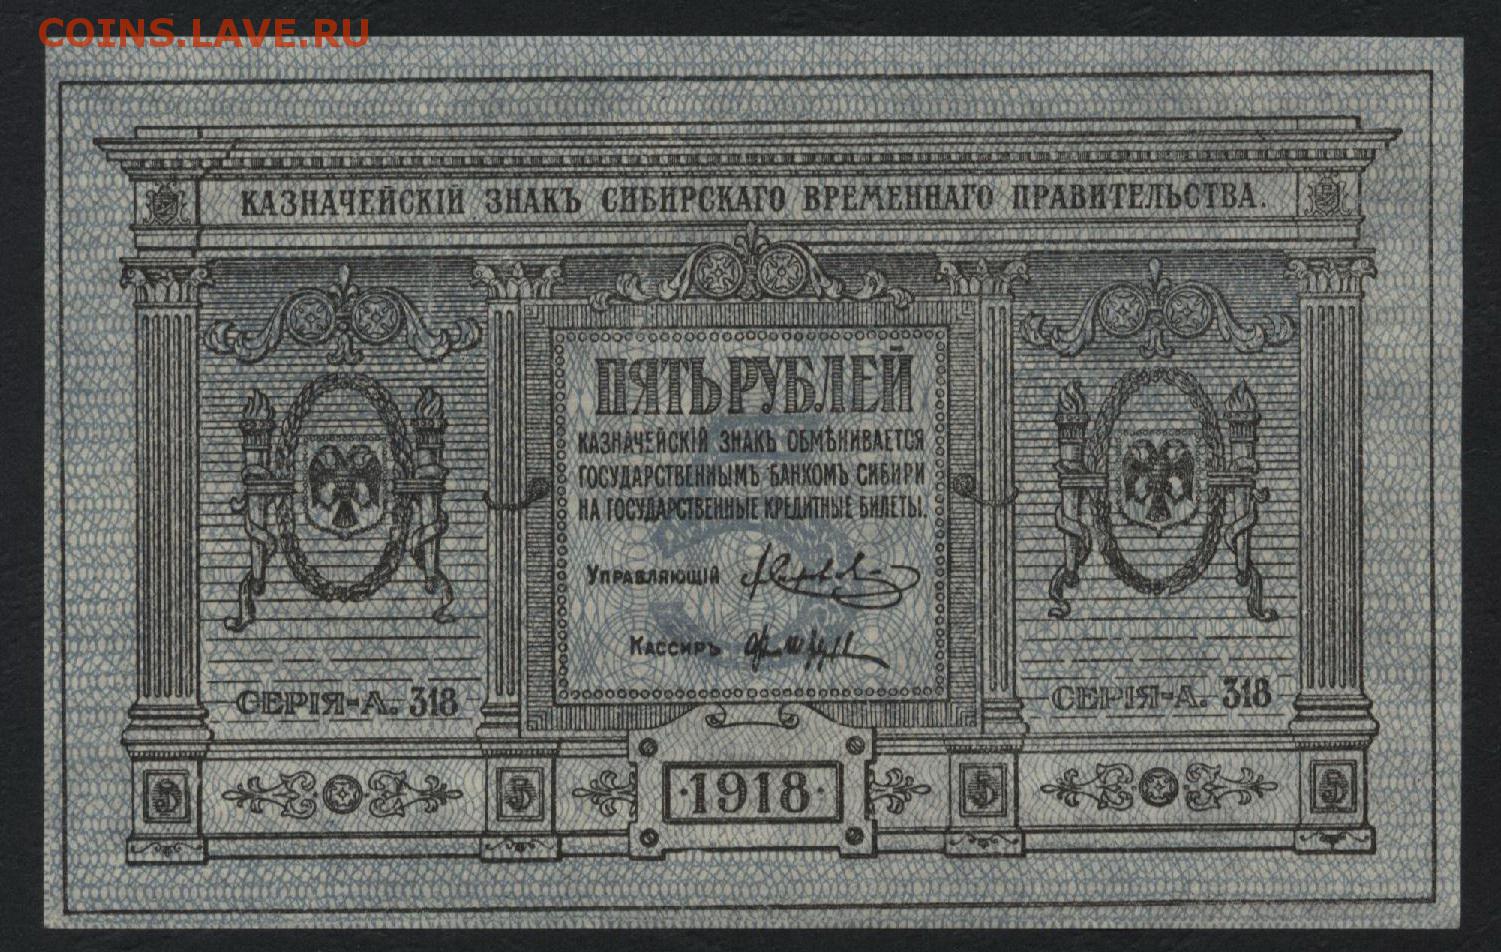 COINS.LAVE.RU
КАЗНАЧЕЙСКІЙ ЗНАКЪ СИБИРСКАГО ВРЕМЕННАГО ПРАВИТЕЛЬСТВА.
ПЯТЬ РУБЛЕЙ
КАЗНАЧЕЙСКІЙ ЗНАКЪ ОБМѢНИВАЕТСЯ
ГОСУДАРСТВЕННЫМЪ БАНКОМЪ СИБИРИ
НА ГОСУДАРСТВЕННЫЕ КРЕДИТНЫЕ БИЛЕТЫ.
5
УПРАВЛЯЮЩІЙ
КАССИРЪ
СЕРІЯ-А. 318
СЕРІЯ-А. 318
5 5 ·1918· 5 5